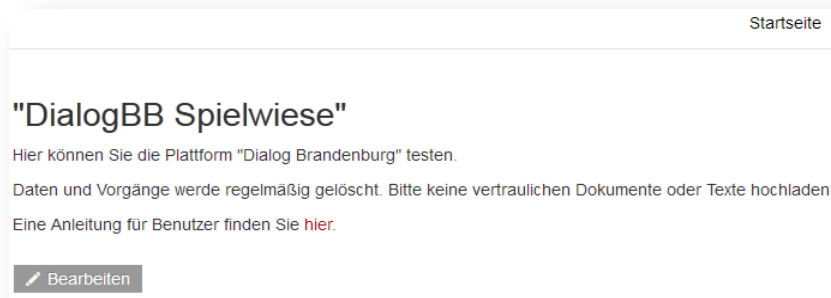 Startseite
"DialogBB Spielwiese"
Hier können Sie die Plattform "Dialog Brandenburg" testen.
Daten und Vorgänge werde regelmäßig gelöscht. Bitte keine vertraulichen Dokumente oder Texte hochladen
Eine Anleitung für Benutzer finden Sie hier.
Bearbeiten